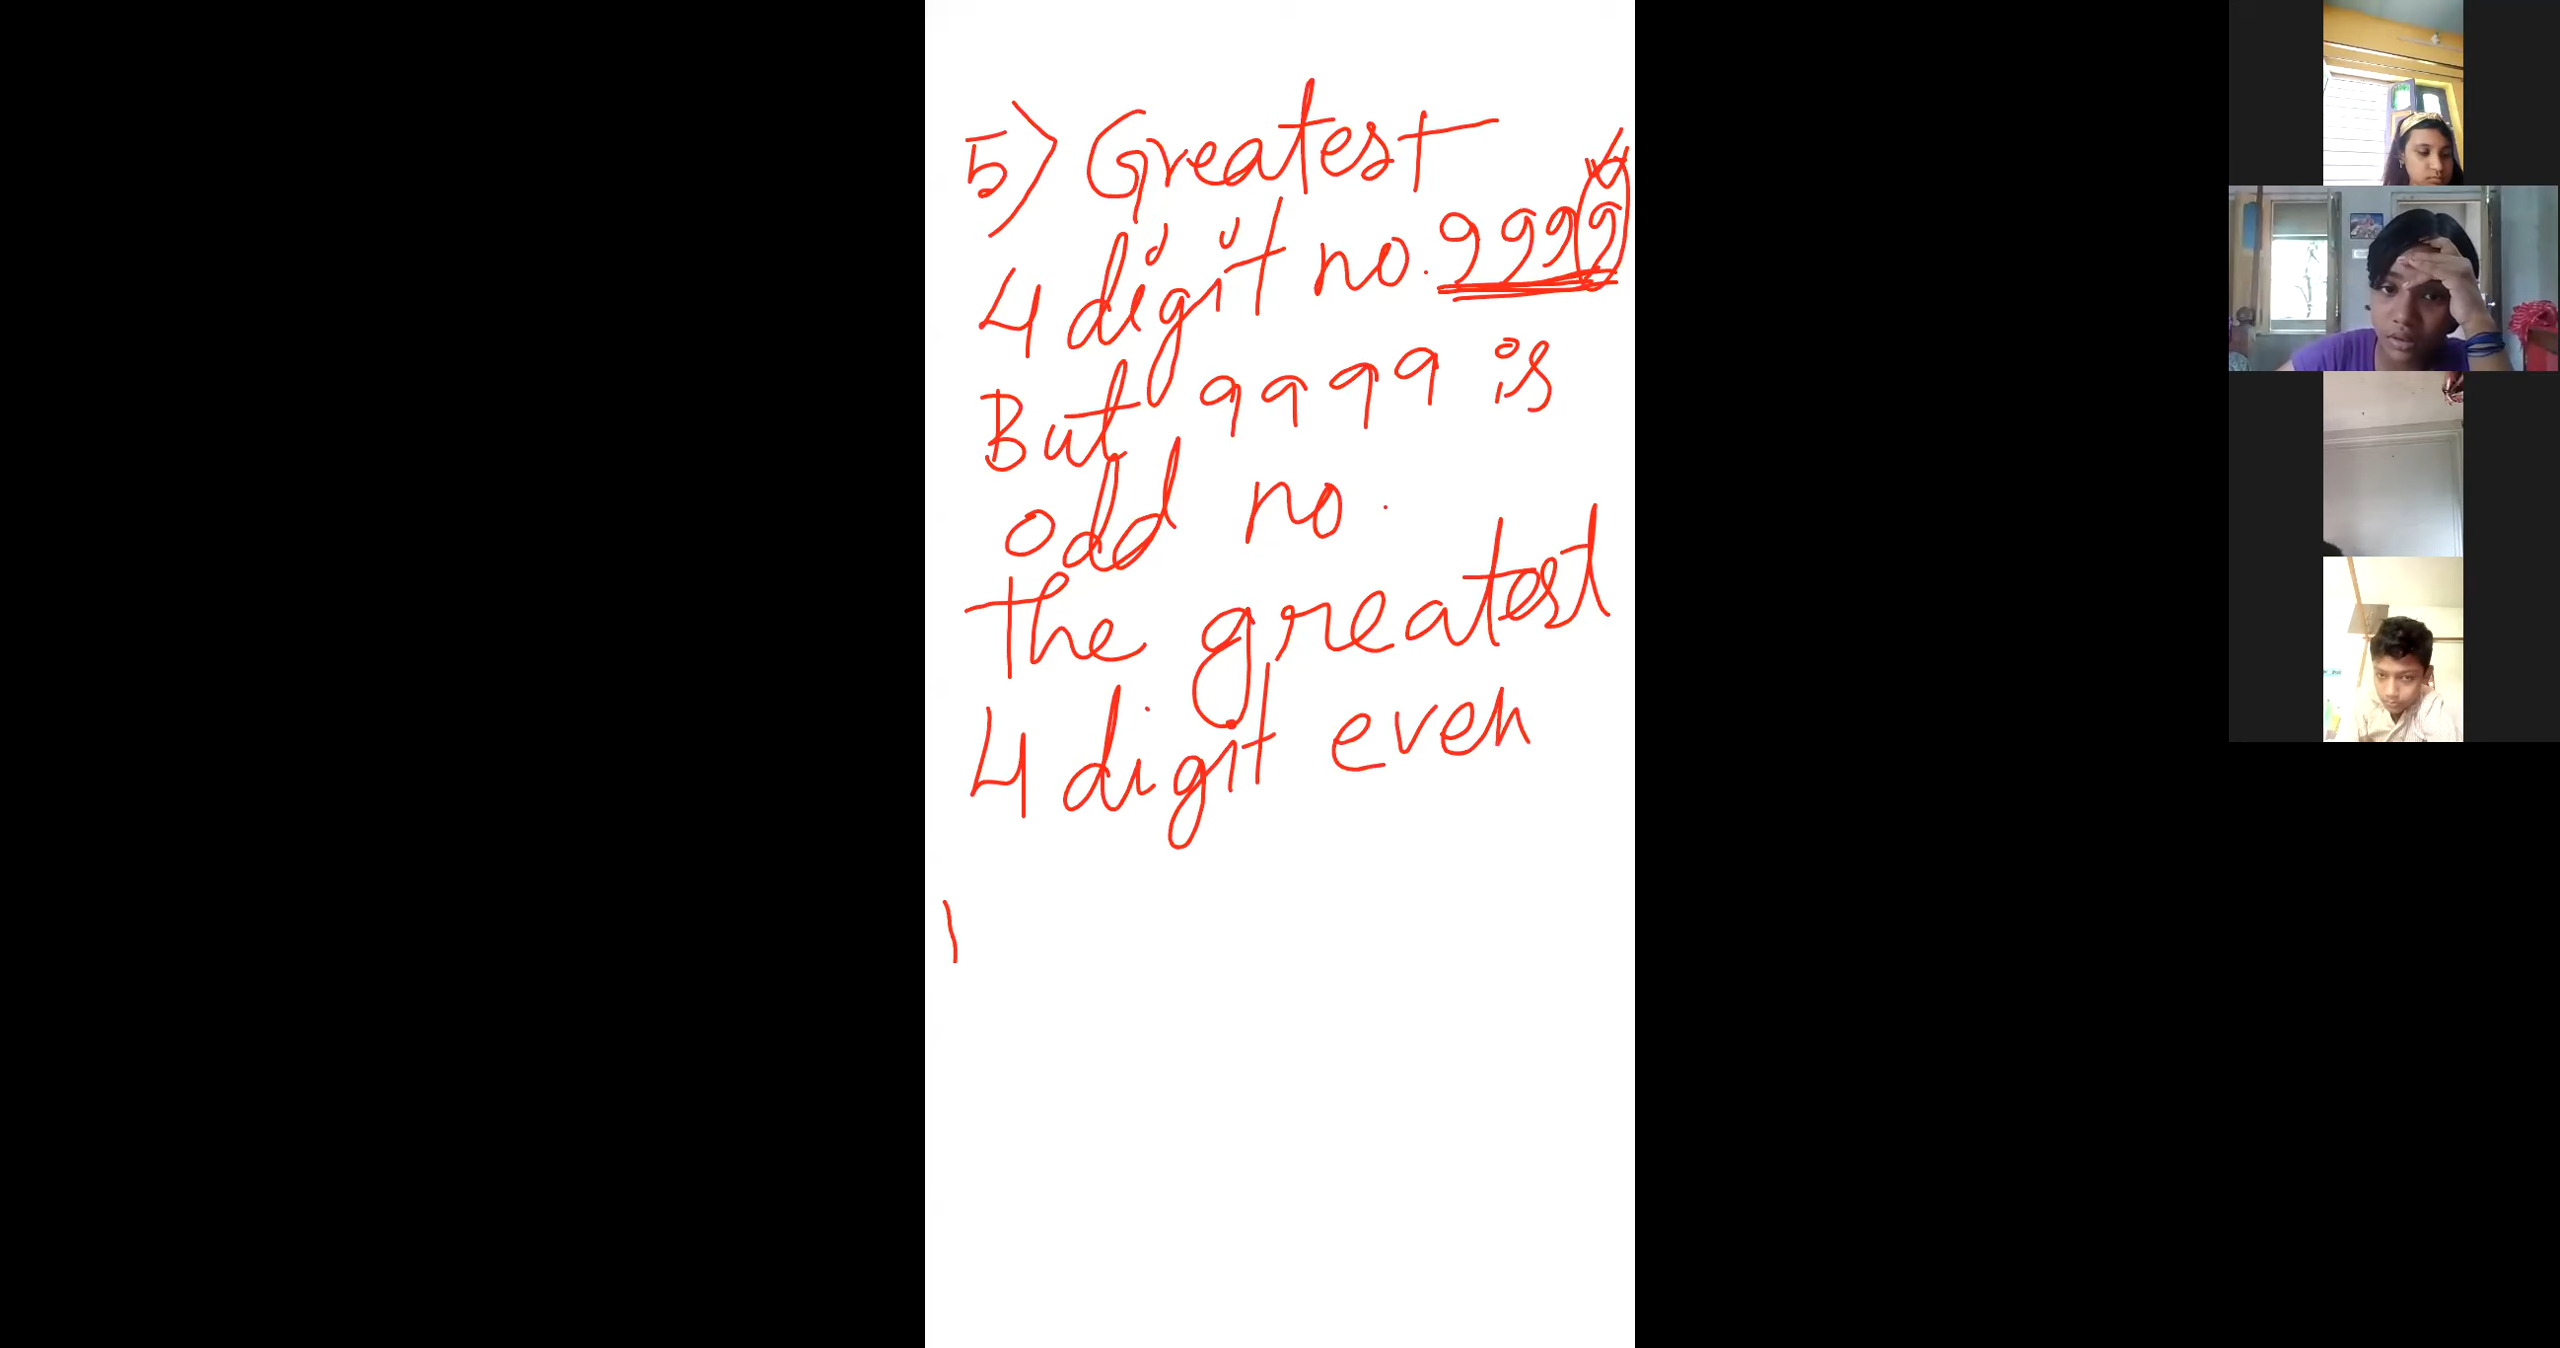 5) Greatest
4 digit no. 9999
But 9999 is
odd no.
The greatest
4 digit even